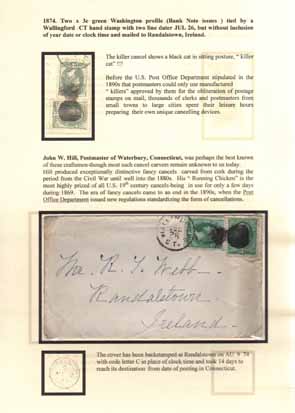 1874. Two x 3c green Washington profile (Bank Note issues ) tied by a
Wallingford CT hand stamp with two line dater JUL 26, but without inclusion
of year date or clock time and mailed to Randalstown, Ireland.
The killer cancel shows a black cat in sitting posture, " killer
cat" !!!
Before the U.S. Post Office Department stipulated in the
1890s that postmasters could only use manufactured
" killers" approved by them for the obliteration of postage
stamps on mail, thousands of clerks and postmasters from
small towns to large cities spent their leisure hours
preparing their own unique cancelling devices.
John W. Hill, Postmaster of Waterbury, Connecticut, was perhaps the best known
of these craftsmen-though most such cancel carvers remain unknown to us today.
Hill produced exceptionally distinctive fancy cancels carved from cork during the
period from the Civil War until well into the 1880s. His " Running Chicken" is the
most highly prized of all U.S. 19th century cancels-being in use for only a few days
during 1869. The era of fancy cancels came to an end in the 1890s, when the Post
Office Department issued new regulations standardizing the form of cancellations.
Mr. R. T. Webb
Randalstown
Ireland
The cover has been backstamped at Randalstown on AU 9 74
with code letter C in place of clock time and took 14 days to
reach its destination from date of posting in Connecticut.